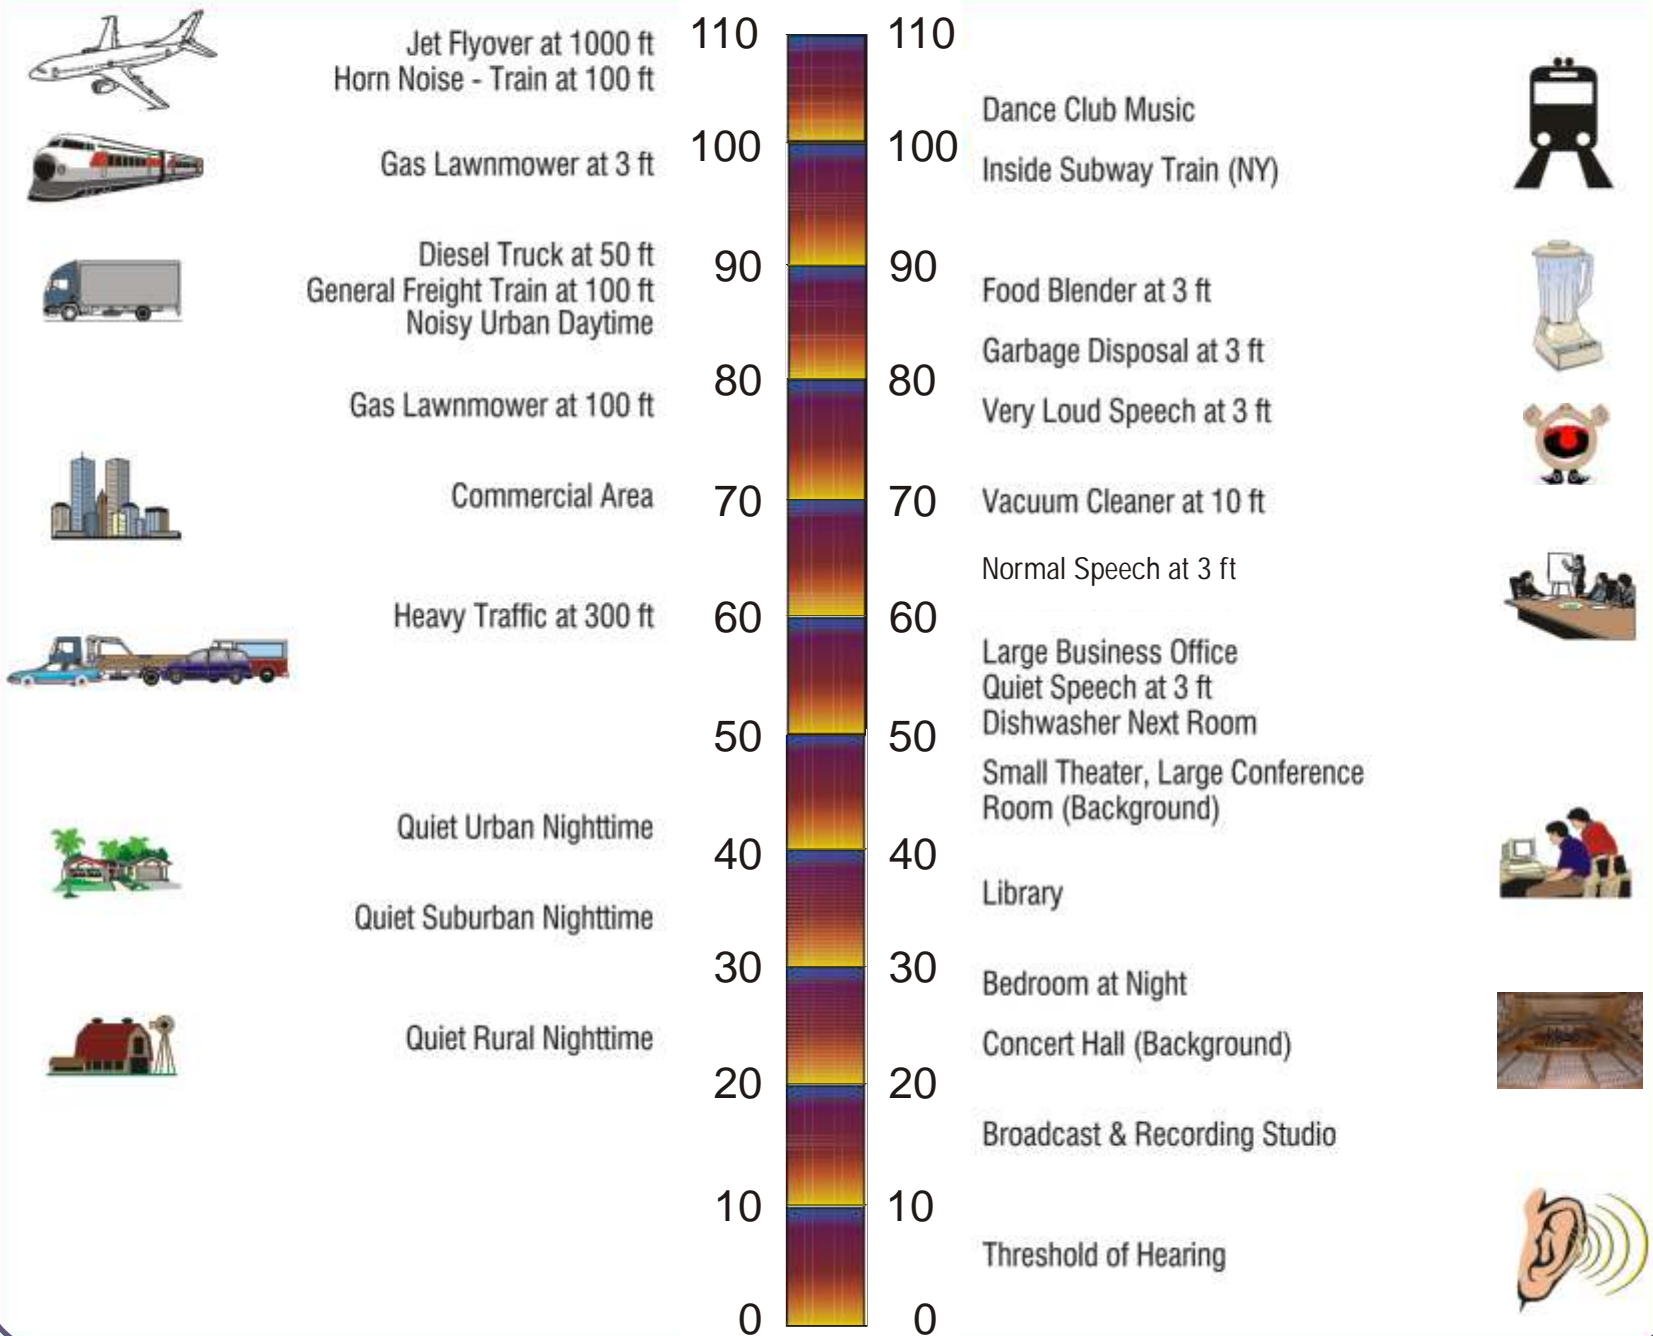 110 110
Jet Flyover at 1000 ft
Horn Noise - Train at 100 ft
Dance Club Music
100 100
Gas Lawnmower at 3 ft
Inside Subway Train (NY)
Diesel Truck at 50 ft
90 90
General Freight Train at 100 ft
Food Blender at 3 ft
Noisy Urban Daytime
Garbage Disposal at 3 ft
80 80
Gas Lawnmower at 100 ft
Very Loud Speech at 3 ft
Commercial Area
70 70
Vacuum Cleaner at 10 ft
Normal Speech at 3 ft
Heavy Traffic at 300 ft
60 60
Large Business Office
Quiet Speech at 3 ft
Dishwasher Next Room
50 50
Small Theater, Large Conference
Room (Background)
Quiet Urban Nighttime
40 40
Library
Quiet Suburban Nighttime
30 30
Bedroom at Night
Quiet Rural Nighttime
Concert Hall (Background)
20 20
Broadcast & Recording Studio
10 10
Threshold of Hearing
0 0